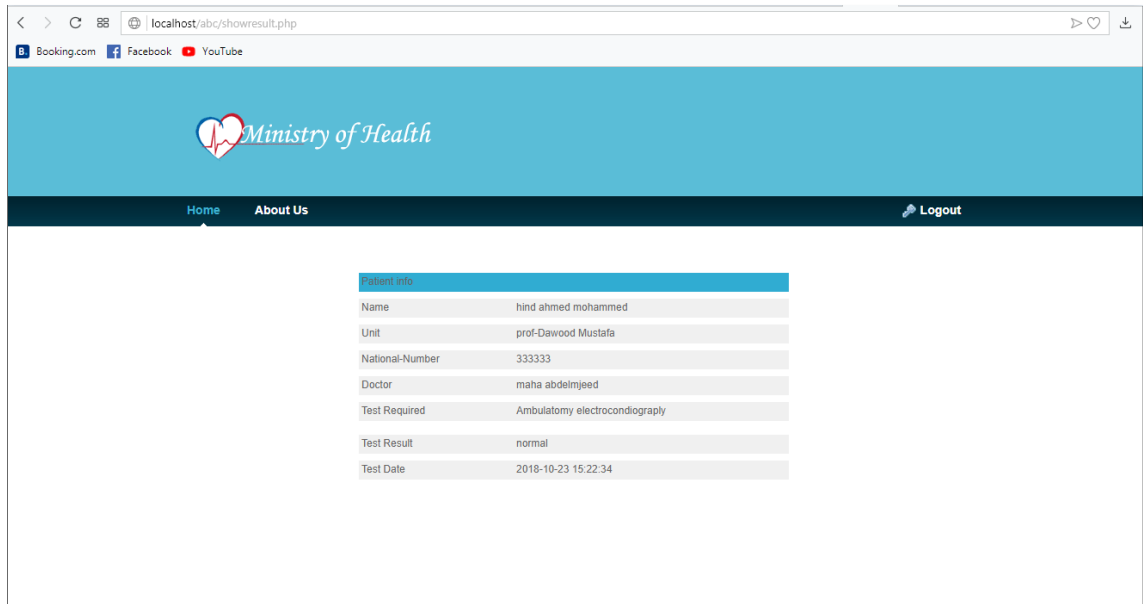 localhost/abc/showresult.php
Booking.com Facebook YouTube
Ministry of Health
Home About Us Logout
Patient info
Name hind ahmed mohammed
Unit prof-Dawood Mustafa
National-Number 333333
Doctor maha abdelmjeed
Test Required Ambulatomy electrocondiograply
Test Result normal
Test Date 2018-10-23 15:22:34